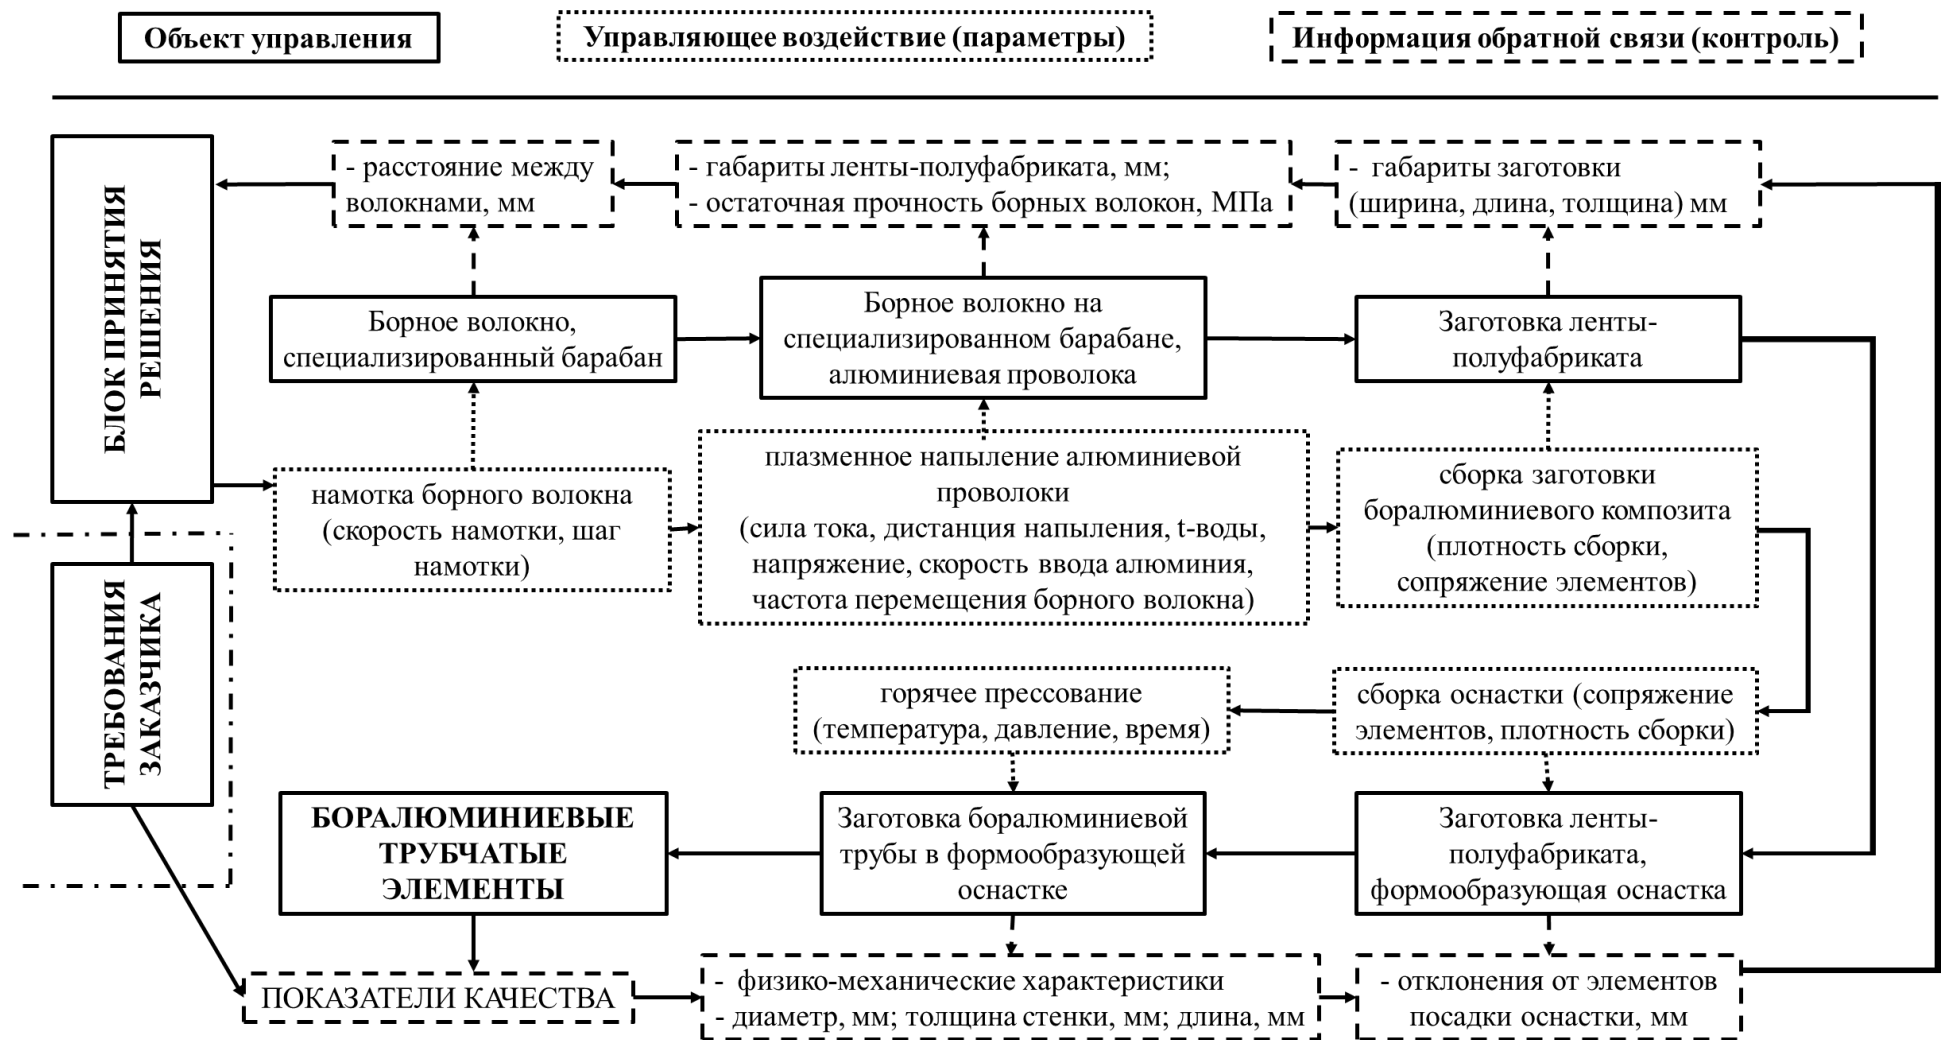 Объект управления
Управляющее воздействие (параметры)
Информация обратной связи (контроль)
БЛОК ПРИНЯТИЯ
РЕШЕНИЯ
- расстояние между
волокнами, мм
- габариты ленты-полуфабриката, мм;
- остаточная прочность борных волокон, МПа
- габариты заготовки
(ширина, длина, толщина) мм
Борное волокно,
специализированный барабан
Борное волокно на
специализированном барабане,
алюминиевая проволока
Заготовка ленты-
полуфабриката
намотка борного волокна
(скорость намотки, шаг
намотки)
плазменное напыление алюминиевой
проволоки
(сила тока, дистанция напыления, t-воды,
напряжение, скорость ввода алюминия,
частота перемещения борного волокна)
сборка заготовки
боралюминиевого композита
(плотность сборки,
сопряжение элементов)
ТРЕБОВАНИЯ
ЗАКАЗЧИКА
горячее прессование
(температура, давление, время)
сборка оснастки (сопряжение
элементов, плотность сборки)
БОРАЛЮМИНИЕВЫЕ
ТРУБЧАТЫЕ
ЭЛЕМЕНТЫ
Заготовка боралюминиевой
трубы в формообразующей
оснастке
Заготовка ленты-
полуфабриката,
формообразующая оснастка
ПОКАЗАТЕЛИ КАЧЕСТВА
- физико-механические характеристики
- диаметр, мм; толщина стенки, мм; длина, мм
- отклонения от элементов
посадки оснастки, мм